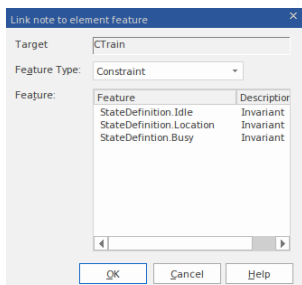 Link note to element feature
Target CTrain
Feature Type: Constraint
Feature:
Feature Description
StateDefinition.Idle Invariant
StateDefinition.Location Invariant
StateDefintion.Busy Invariant
OK Cancel Help